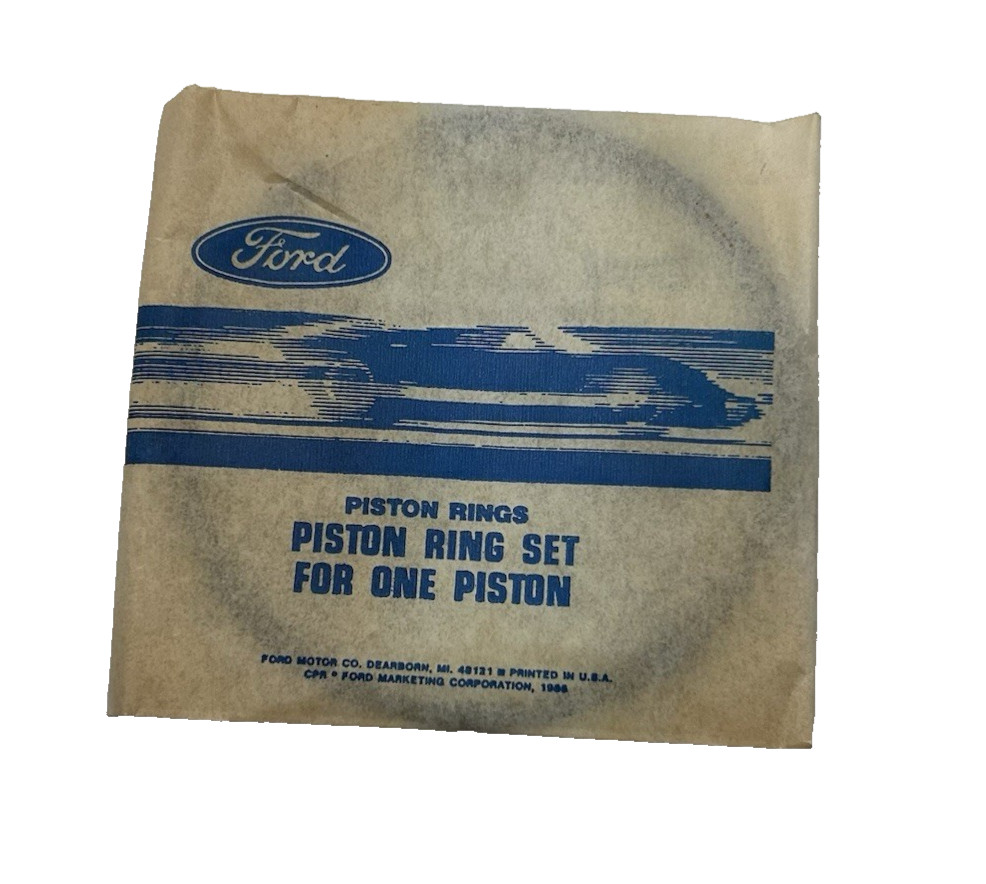 Ford
PISTON RINGS
PISTON RING SET
FOR ONE PISTON
FORD MOTOR CO. DEARBORN, MI. 48121 ■ PRINTED IN U.S.A.
CPR ® FORD MARKETING CORPORATION, 1966